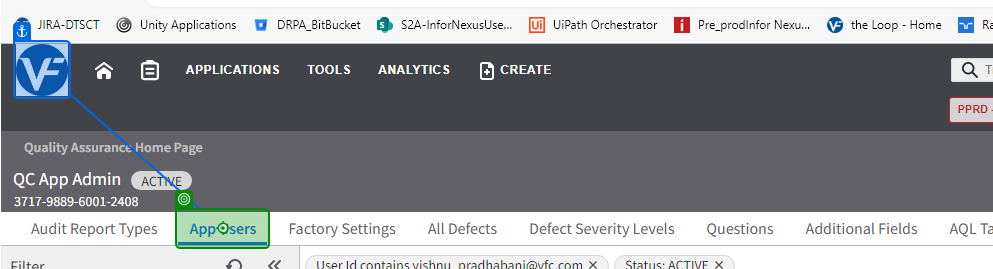 JIRA-DTSCT Unity Applications DRPA_BitBucket S2A-InforNexusUse... UiPath Orchestrator Pre_prodInfor Nexu... the Loop - Home Ra
VF APPLICATIONS TOOLS ANALYTICS CREATE
PPRD -
Quality Assurance Home Page
QC App Admin ACTIVE
3717-9889-6001-2408
Audit Report Types App Users Factory Settings All Defects Defect Severity Levels Questions Additional Fields AQL Ta
Filter User Id contains vishnu_pradhabani@vfc.com × Status: ACTIVE ×